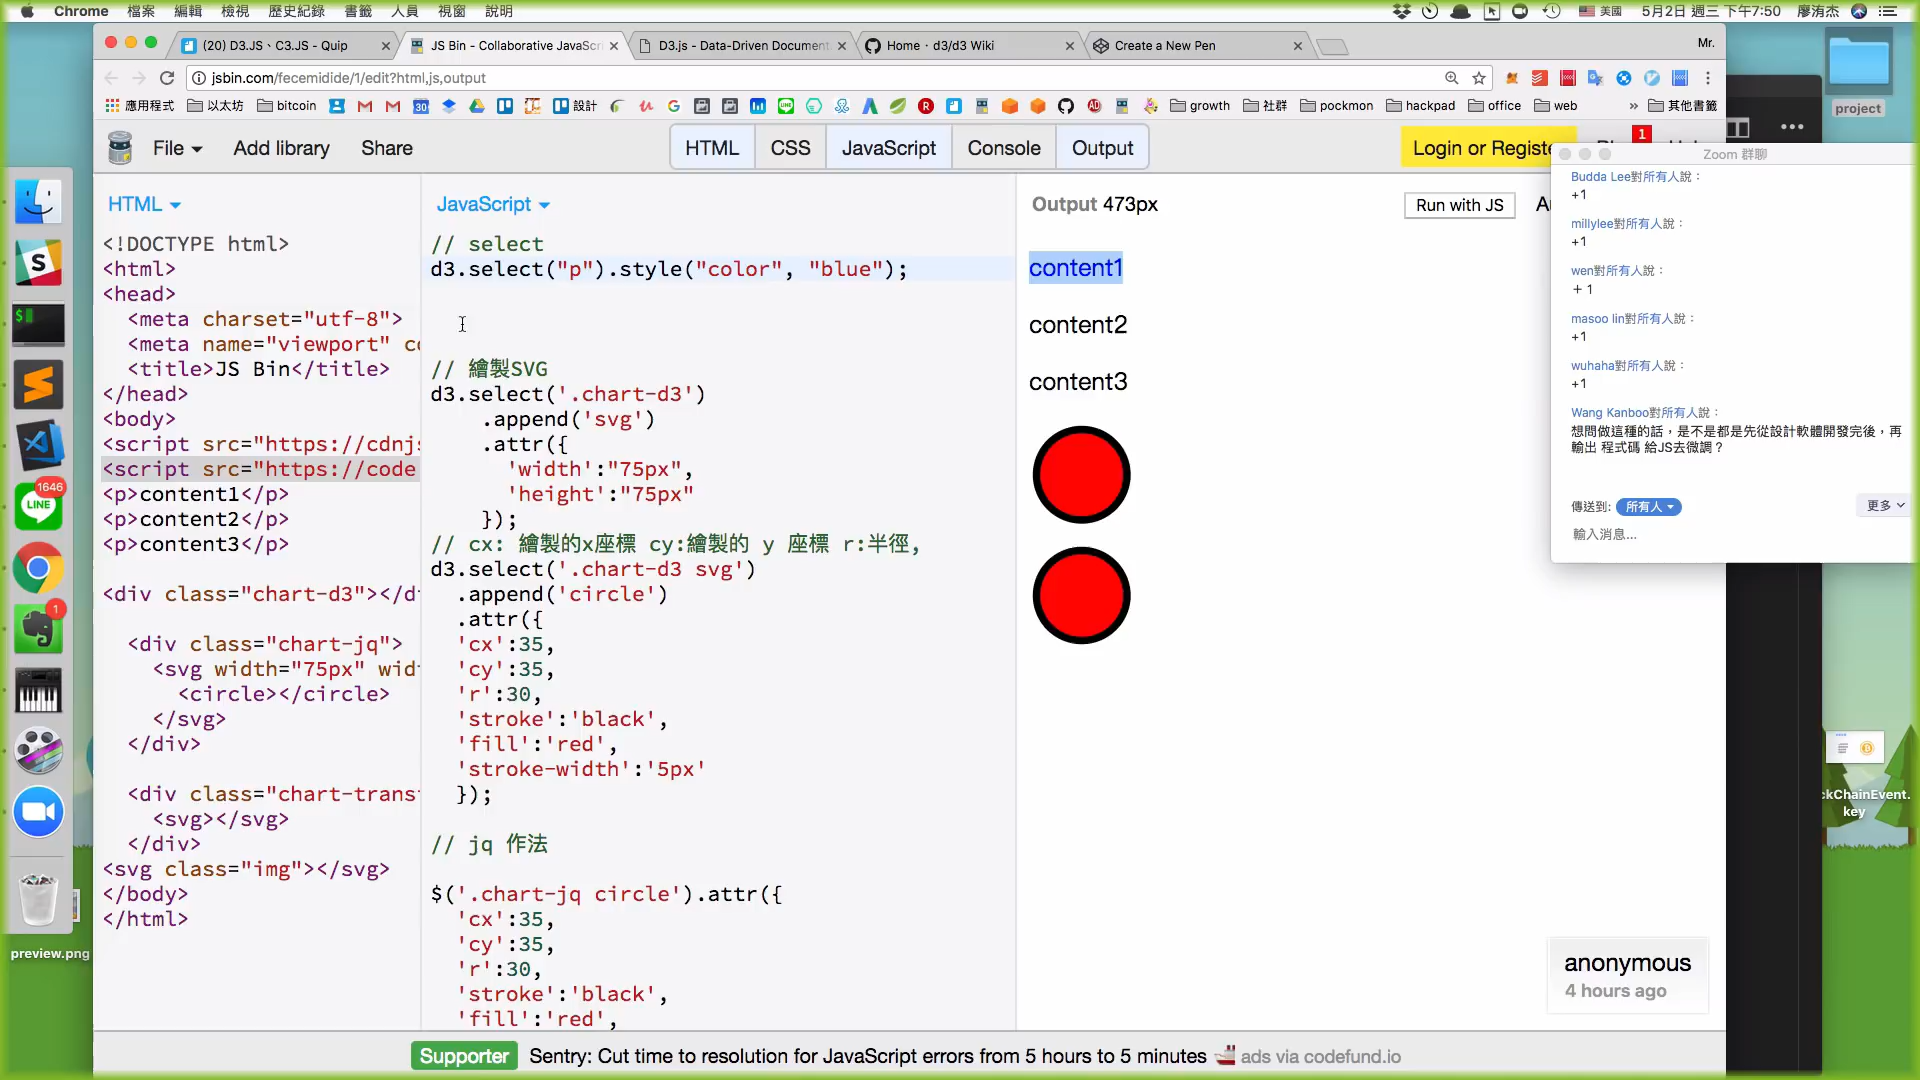 Chrome 檔案 編輯 檢視 歷史紀錄 書籤 人員 視窗 說明
美國 5月2日 週三 下午7:50 廖洧杰
(20) D3.JS、C3.JS - Quip
JS Bin - Collaborative JavaScri
D3.js - Data-Driven Document
Home · d3/d3 Wiki
Create a New Pen
Mr.
jsbin.com/fecemidide/1/edit?html,js,output
應用程式 以太坊 bitcoin 設計 growth 社群 pockmon hackpad office web » 其他書籤
File Add library Share
HTML CSS JavaScript Console Output
Login or Registe
1
HTML
<!DOCTYPE html>
<html>
<head>
<meta charset="utf-8">
<meta name="viewport" co
<title>JS Bin</title>
</head>
<body>
<script src="https://cdnjs
<script src="https://code
<p>content1</p>
<p>content2</p>
<p>content3</p>
<div class="chart-d3"></d
<div class="chart-jq">
<svg width="75px" wid
<circle></circle>
</svg>
</div>
<div class="chart-trans
<svg></svg>
</div>
<svg class="img"></svg>
</body>
</html>
JavaScript
// select
d3.select("p").style("color", "blue");
// 繪製SVG
d3.select('.chart-d3')
.append('svg')
.attr({
'width':"75px",
'height':"75px"
});
// cx: 繪製的x座標 cy:繪製的 y 座標 r:半徑,
d3.select('.chart-d3 svg')
.append('circle')
.attr({
'cx':35,
'cy':35,
'r':30,
'stroke':'black',
'fill':'red',
'stroke-width':'5px'
});
// jq 作法
$('.chart-jq circle').attr({
'cx':35,
'cy':35,
'r':30,
'stroke':'black',
'fill':'red',
Output 473px
Run with JS
content1
content2
content3
anonymous
4 hours ago
Zoom 群聊
Budda Lee對所有人說：
+1
millylee對所有人說：
+1
wen對所有人說：
＋1
masoo lin對所有人說：
+1
wuhaha對所有人說：
+1
Wang Kanboo對所有人說：
想問做這種的話，是不是都是先從設計軟體開發完後，再
輸出 程式碼 給JS去微調？
傳送到: 所有人
更多
輸入消息...
project
ckChainEvent.
key
1646
LINE
1
preview.png
Supporter Sentry: Cut time to resolution for JavaScript errors from 5 hours to 5 minutes ads via codefund.io